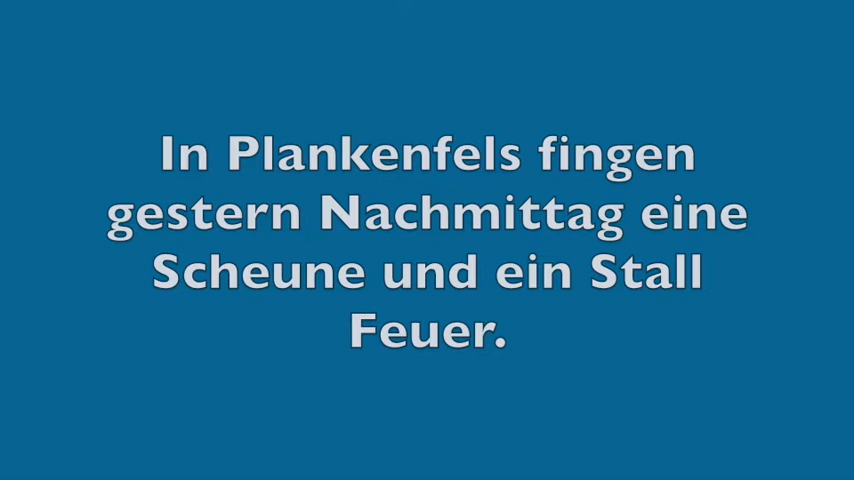 In Plankenfels fingen
gestern Nachmittag eine
Scheune und ein Stall
Feuer.